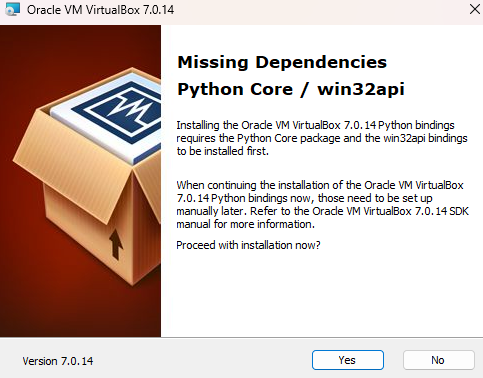 Oracle VM VirtualBox 7.0.14
Missing Dependencies
Python Core / win32api
Installing the Oracle VM VirtualBox 7.0.14 Python bindings
requires the Python Core package and the win32api bindings
to be installed first.
When continuing the installation of the Oracle VM VirtualBox
7.0.14 Python bindings now, those need to be set up
manually later. Refer to the Oracle VM VirtualBox 7.0.14 SDK
manual for more information.
Proceed with installation now?
Version 7.0.14
Yes
No